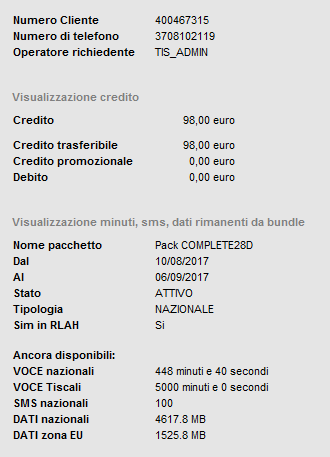 Numero Cliente 400467315
Numero di telefono 3708102119
Operatore richiedente TIS_ADMIN
Visualizzazione credito
Credito 98,00 euro
Credito trasferibile 98,00 euro
Credito promozionale 0,00 euro
Debito 0,00 euro
Visualizzazione minuti, sms, dati rimanenti da bundle
Nome pacchetto Pack COMPLETE28D
Dal 10/08/2017
Al 06/09/2017
Stato ATTIVO
Tipologia NAZIONALE
Sim in RLAH Si
Ancora disponibili:
VOCE nazionali 448 minuti e 40 secondi
VOCE Tiscali 5000 minuti e 0 secondi
SMS nazionali 100
DATI nazionali 4617.8 MB
DATI zona EU 1525.8 MB